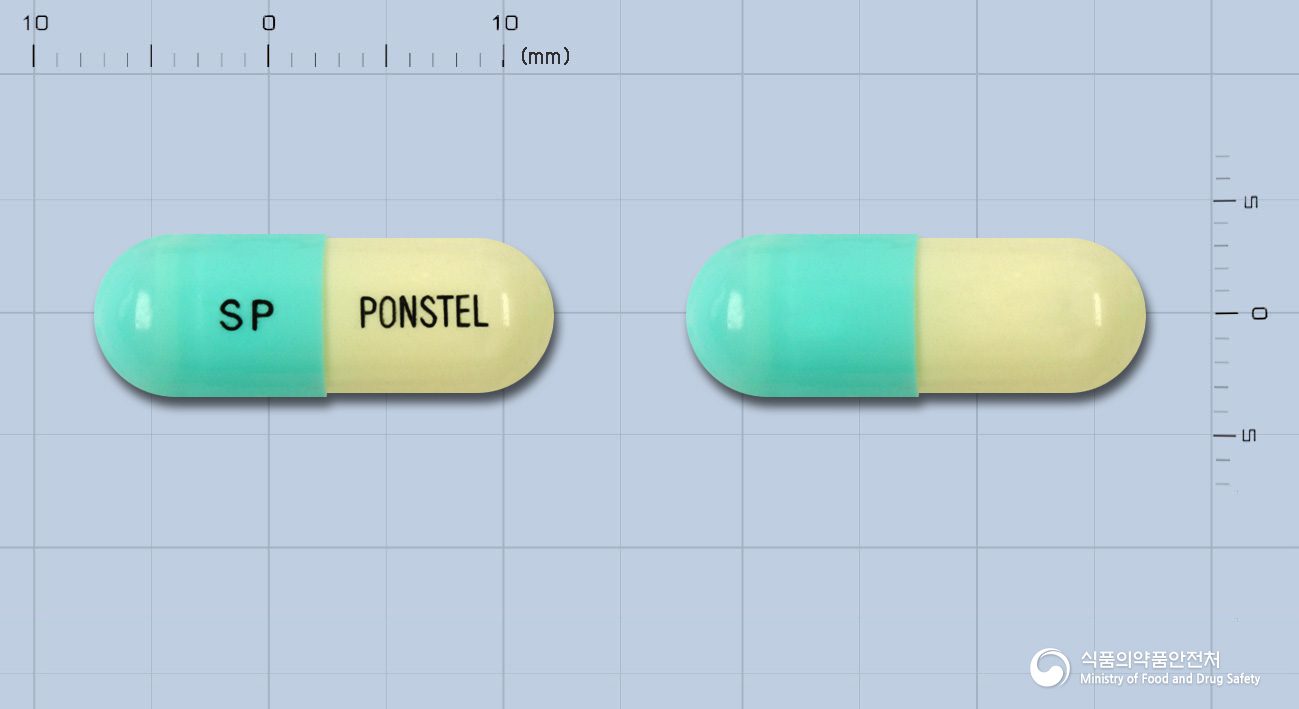 10 0 10
(mm)
SP PONSTEL
5
0
5
식품의약품안전처
Ministry of Food and Drug Safety